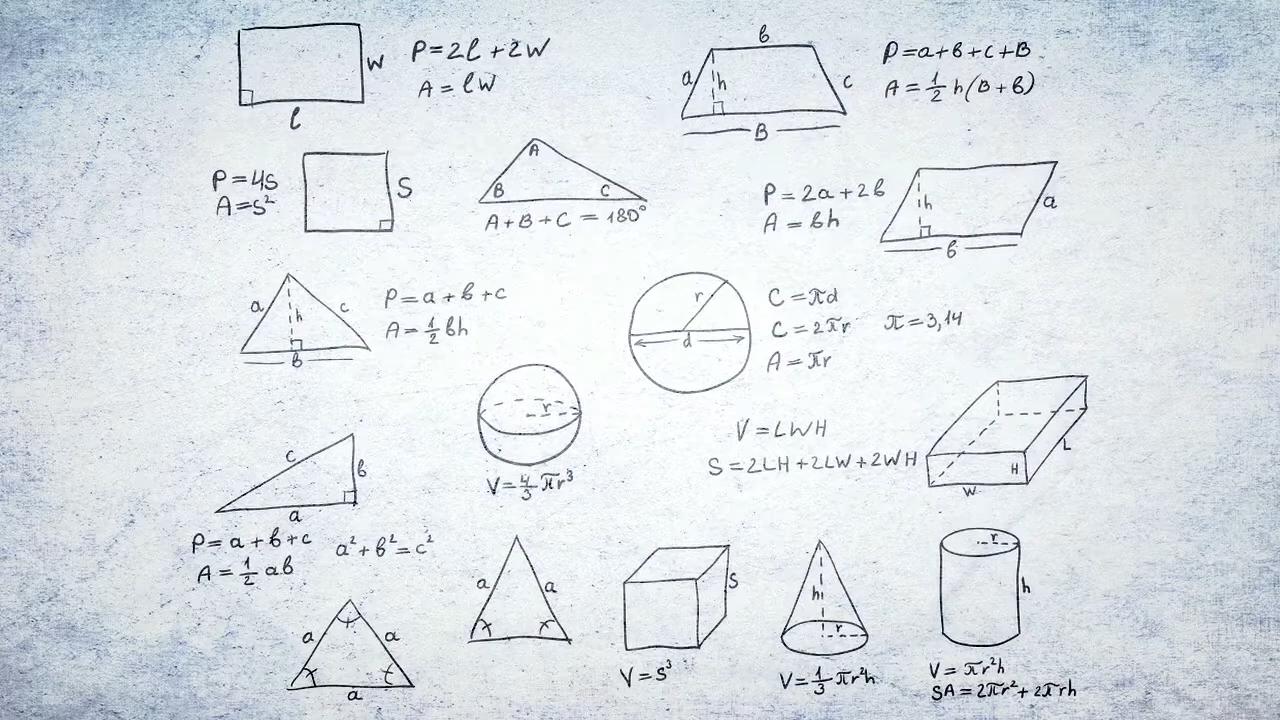 w
P=2l+2w
A=lw
l
b
a
h
c
B
P=a+b+c+B
A=1/2 h(B+b)
P=4s
A=s²
S
A
B
C
A+B+C=180°
P=2a+2b
A=bh
h
a
b
a
h
c
b
P=a+b+c
A=1/2 bh
r
d
C=πd
C=2πr
π=3,14
A=πr
r
V=4/3 πr³
V=LWH
S=2LH+2LW+2WH
H
L
W
c
b
a
P=a+b+c
a²+b²=c²
A=1/2 ab
a
a
a
a
a
S
V=s³
h
r
V=1/3 πr²h
r
h
V=πr²h
SA=2πr²+2πrh